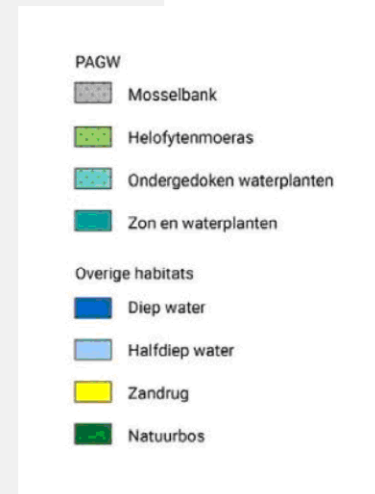 PAGW
Mosselbank
Helofytenmoeras
Ondergedoken waterplanten
Zon en waterplanten
Overige habitats
Diep water
Halfdiep water
Zandrug
Natuurbos